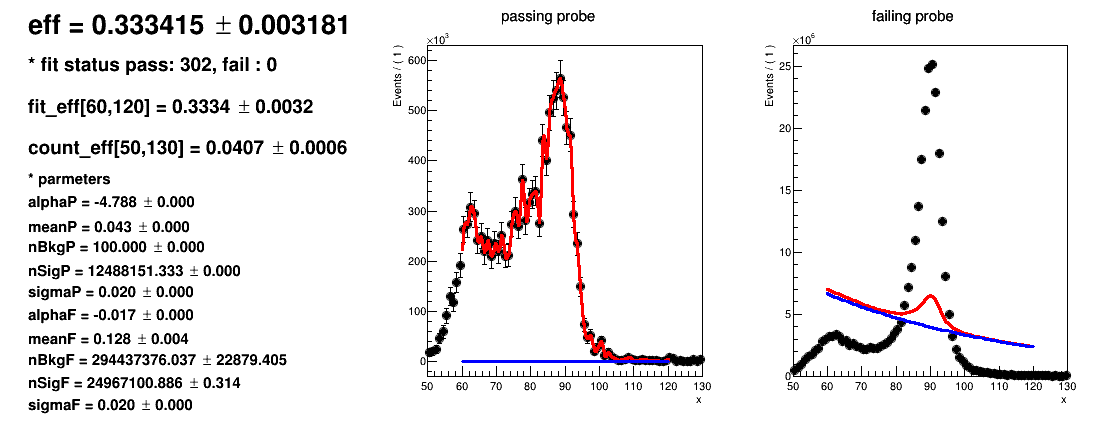 eff = 0.333415 ± 0.003181
* fit status pass: 302, fail : 0
fit_eff[60,120] = 0.3334 ± 0.0032
count_eff[50,130] = 0.0407 ± 0.0006
* parmeters
alphaP = -4.788 ± 0.000
meanP = 0.043 ± 0.000
nBkgP = 100.000 ± 0.000
nSigP = 12488151.333 ± 0.000
sigmaP = 0.020 ± 0.000
alphaF = -0.017 ± 0.000
meanF = 0.128 ± 0.004
nBkgF = 294437376.037 ± 22879.405
nSigF = 24967100.886 ± 0.314
sigmaF = 0.020 ± 0.000
passing probe
×10³
Events / ( 1 )
600
500
400
300
200
100
0
50 60 70 80 90 100 110 120 130
x
failing probe
×10⁶
Events / ( 1 )
25
20
15
10
5
0
50 60 70 80 90 100 110 120 130
x